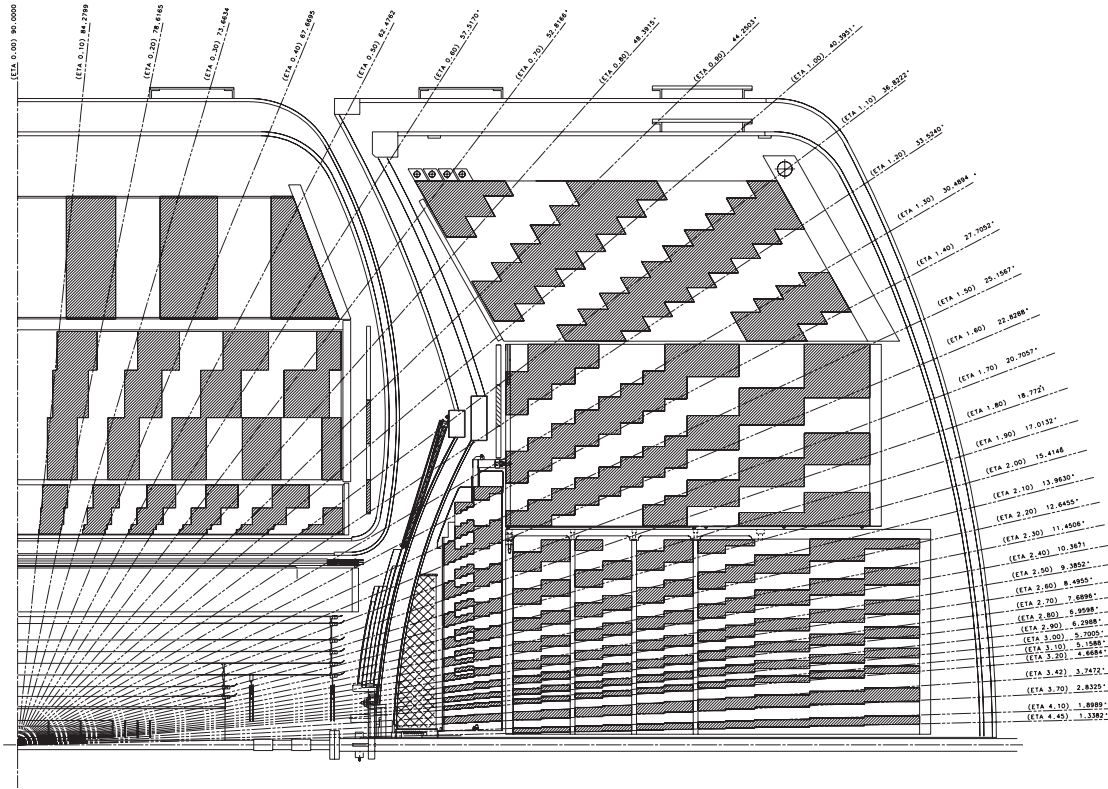 (ETA 0.00) 90.0000
(ETA 0.10) 84.2799
(ETA 0.20) 78.6165
(ETA 0.30) 73.6634
(ETA 0.40) 67.6695
(ETA 0.50) 62.4762
(ETA 0.60) 57.5170°
(ETA 0.70) 52.8166°
(ETA 0.80) 48.3915°
(ETA 0.90) 44.2503°
(ETA 1.00) 40.3951°
(ETA 1.10) 36.8222°
(ETA 1.20) 33.5240°
(ETA 1.30) 30.4894 °
(ETA 1.40) 27.7052°
(ETA 1.50) 25.1567°
(ETA 1.60) 22.8288°
(ETA 1.70) 20.7057°
(ETA 1.80) 18.7721
(ETA 1.90) 17.0132°
(ETA 2.00) 15.4146
(ETA 2.10) 13.9630°
(ETA 2.20) 12.6455°
(ETA 2.30) 11.4506°
(ETA 2.40) 10.3671
(ETA 2.50) 9.3852°
(ETA 2.60) 8.4955°
(ETA 2.70) 7.6896°
(ETA 2.80) 6.9598°
(ETA 2.90) 6.2988°
(ETA 3.00) 5.7005°
(ETA 3.10) 5.1588°
(ETA 3.20) 4.6684°
(ETA 3.42) 3.7472°
(ETA 3.70) 2.8325°
(ETA 4.10) 1.8989°
(ETA 4.45) 1.3382°